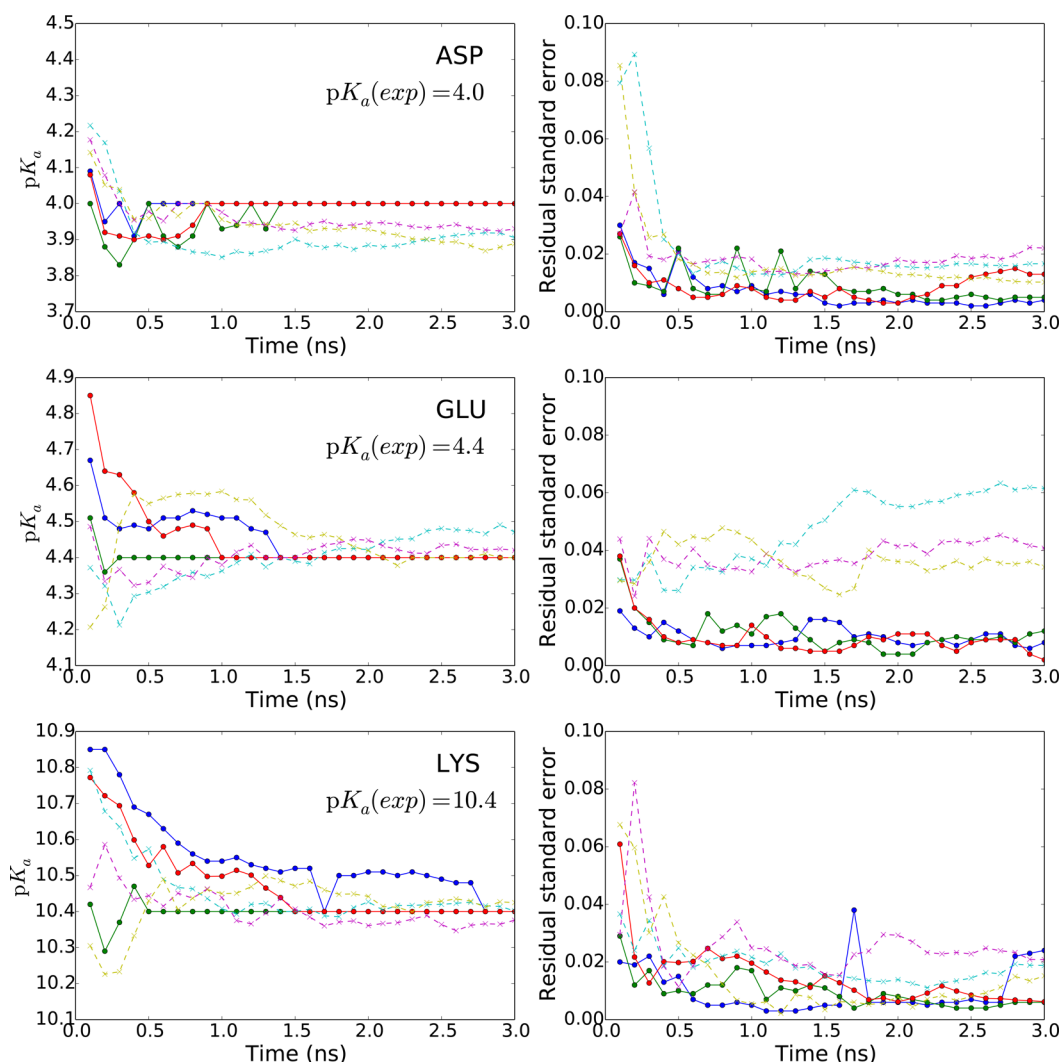 4.5
4.4
4.3
4.2
4.1
4.0
3.9
3.8
3.7
pKₐ
ASP
pKₐ(exp)=4.0
0.0 0.5 1.0 1.5 2.0 2.5 3.0
Time (ns)
0.10
0.08
0.06
0.04
0.02
0.00
Residual standard error
0.0 0.5 1.0 1.5 2.0 2.5 3.0
Time (ns)
4.9
4.8
4.7
4.6
4.5
4.4
4.3
4.2
4.1
pKₐ
GLU
pKₐ(exp)=4.4
0.0 0.5 1.0 1.5 2.0 2.5 3.0
Time (ns)
0.10
0.08
0.06
0.04
0.02
0.00
Residual standard error
0.0 0.5 1.0 1.5 2.0 2.5 3.0
Time (ns)
10.9
10.8
10.7
10.6
10.5
10.4
10.3
10.2
10.1
pKₐ
LYS
pKₐ(exp)=10.4
0.0 0.5 1.0 1.5 2.0 2.5 3.0
Time (ns)
0.10
0.08
0.06
0.04
0.02
0.00
Residual standard error
0.0 0.5 1.0 1.5 2.0 2.5 3.0
Time (ns)